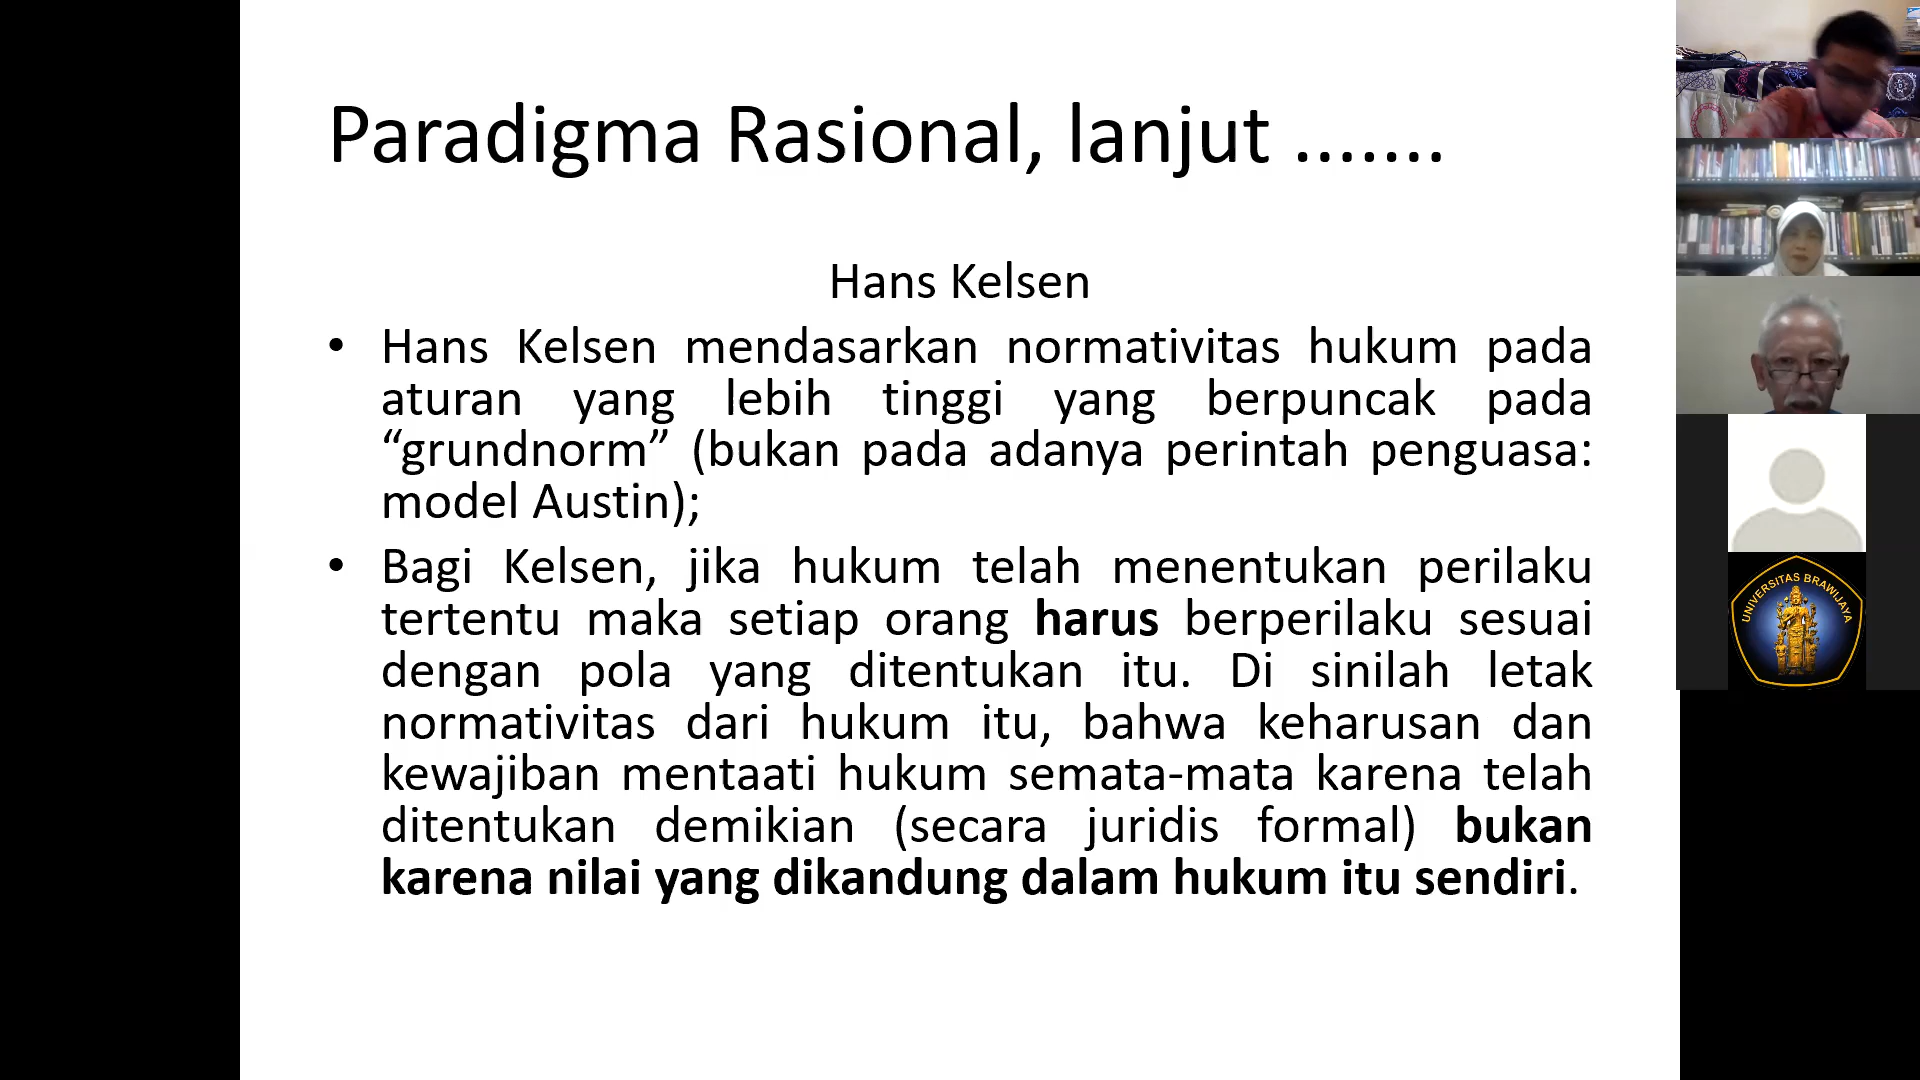 Paradigma Rasional, lanjut .......
Hans Kelsen
• Hans Kelsen mendasarkan normativitas hukum pada
aturan yang lebih tinggi yang berpuncak pada
“grundnorm” (bukan pada adanya perintah penguasa:
model Austin);
• Bagi Kelsen, jika hukum telah menentukan perilaku
tertentu maka setiap orang harus berperilaku sesuai
dengan pola yang ditentukan itu. Di sinilah letak
normativitas dari hukum itu, bahwa keharusan dan
kewajiban mentaati hukum semata-mata karena telah
ditentukan demikian (secara juridis formal) bukan
karena nilai yang dikandung dalam hukum itu sendiri.
UNIVERSITAS BRAWIJAYA